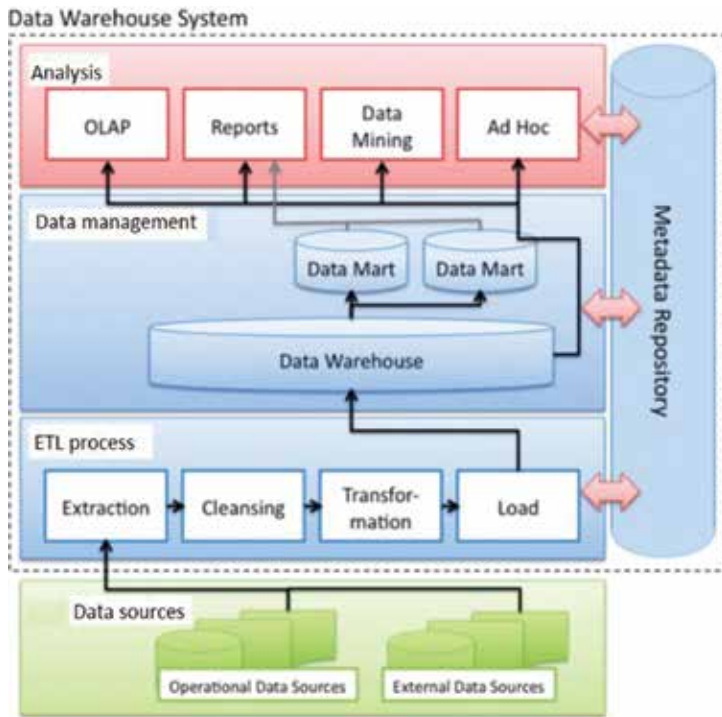 Data Warehouse System
Analysis
OLAP
Reports
Data
Mining
Ad Hoc
Data management
Data Mart
Data Mart
Data Warehouse
Metadata Repository
ETL process
Extraction
Cleansing
Transfor-
mation
Load
Data sources
Operational Data Sources
External Data Sources